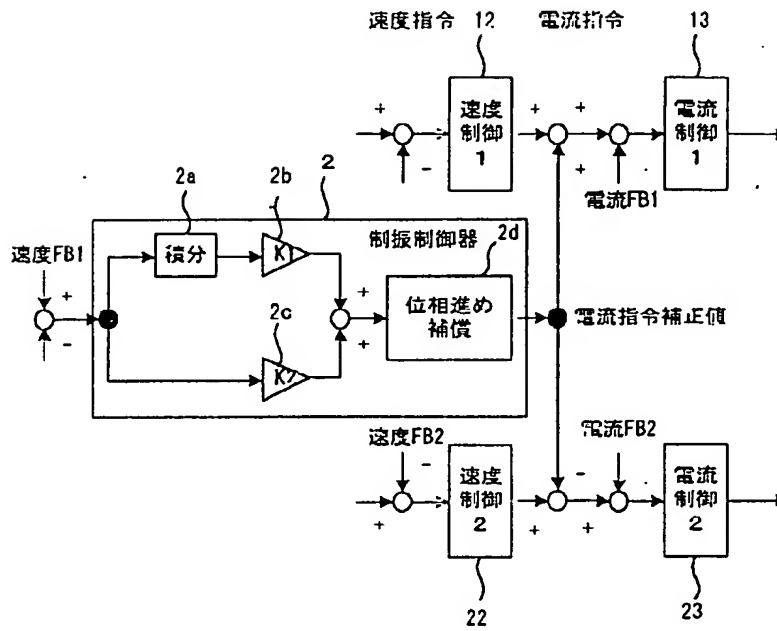 速度指令 12 電流指令 13
+ - 速度制御1 + + + 電流制御1
電流FB1
2
2a 2b 制振制御器 2d
速度FB1
積分 K1
+ - + + 位相進め補償 電流指令補正値
2c
K2
速度FB2 電流FB2
- + 速度制御2 - + + 電流制御2
22 23